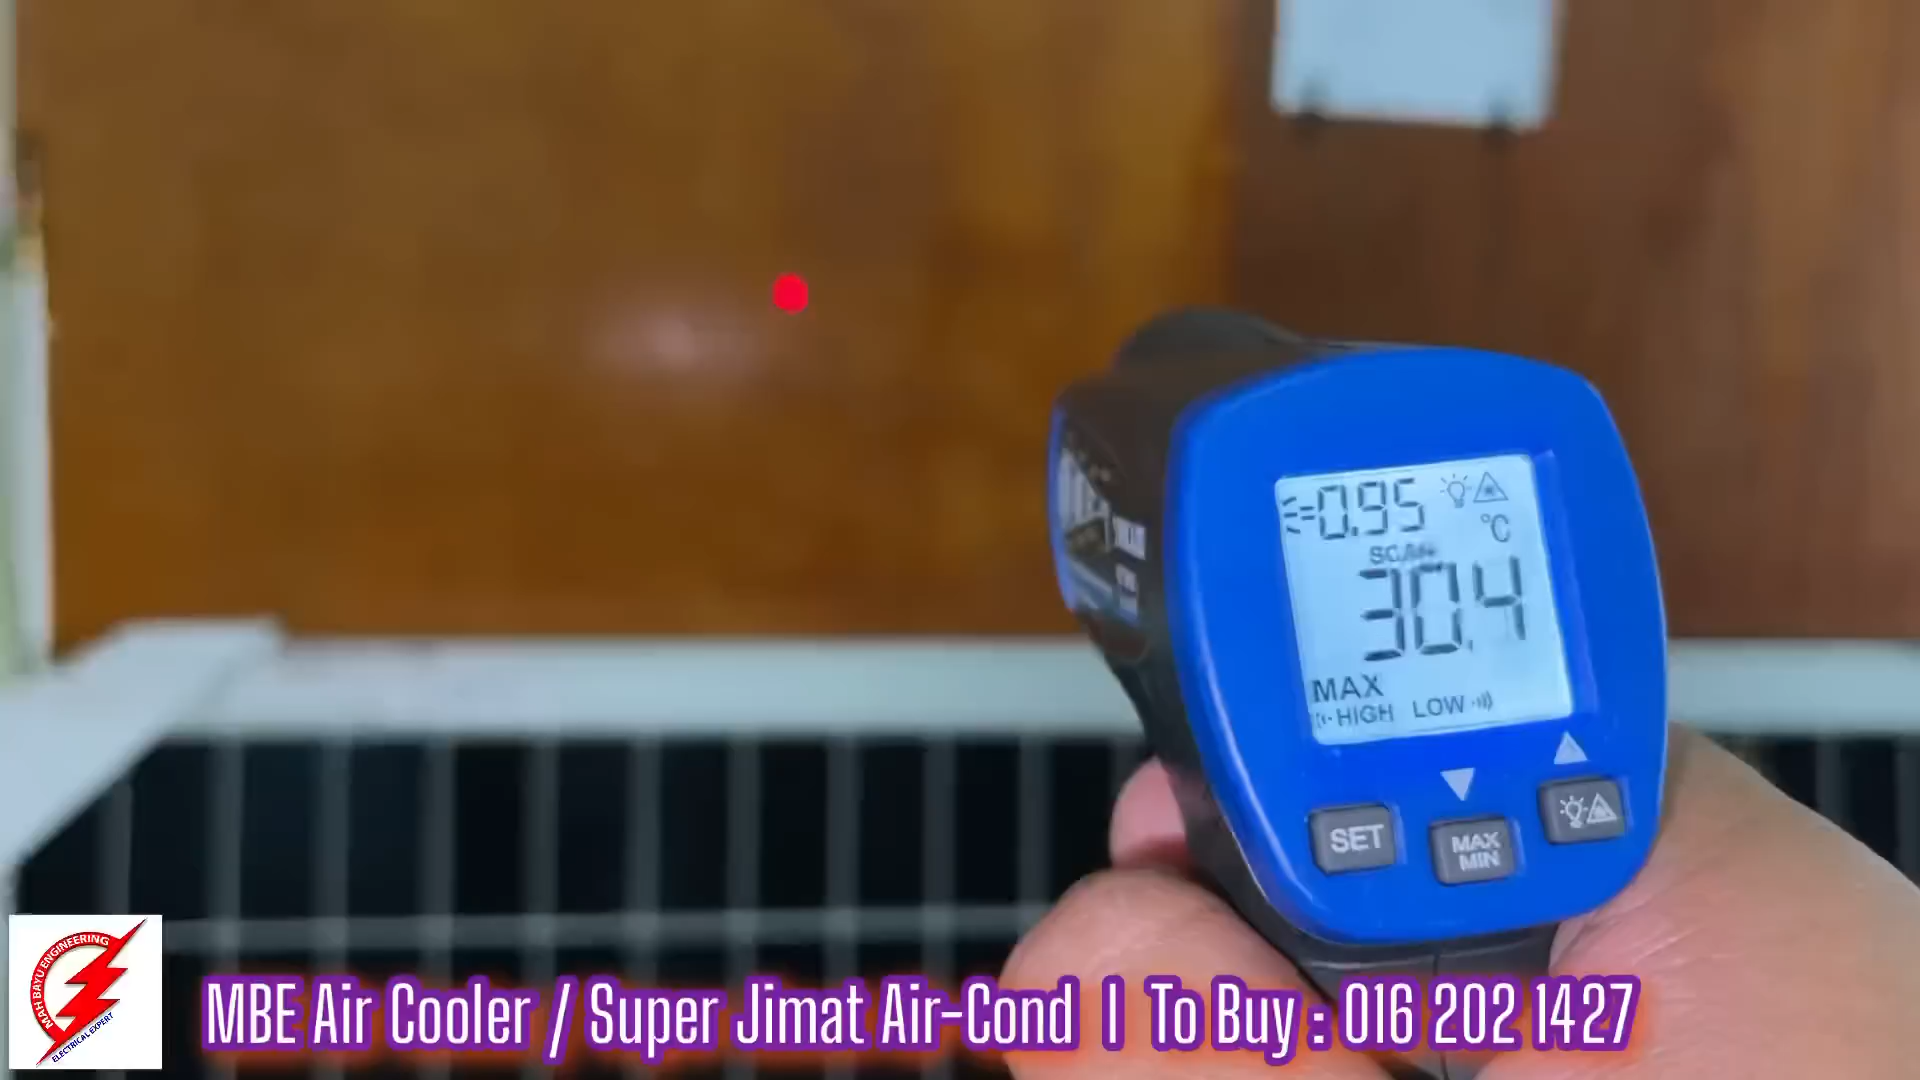 ε=0.95
°C
SCAN
30.4
MAX
HIGH LOW
SET
MAX
MIN
MAH BAYU ENGINEERING
ELECTRICAL EXPERT
MBE Air Cooler / Super Jimat Air-Cond | To Buy : 016 202 1427